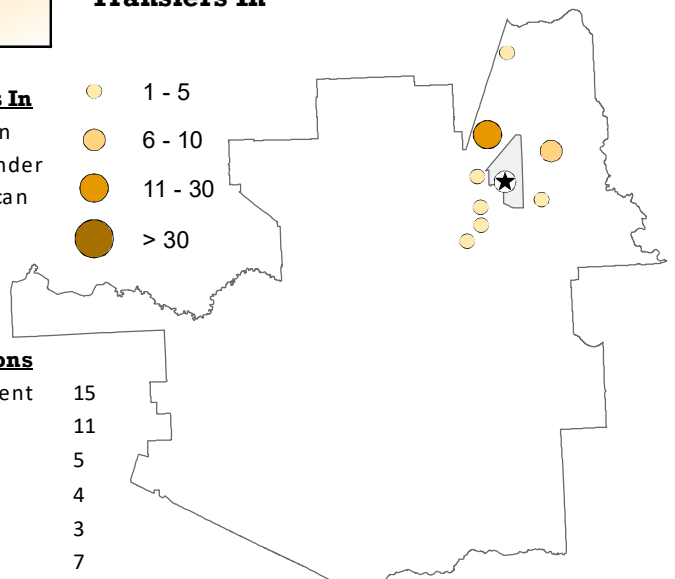 Transfers In
s In
n
nder
can
1 - 5
6 - 10
11 - 30
> 30
ons
ent 15
11
5
4
3
7